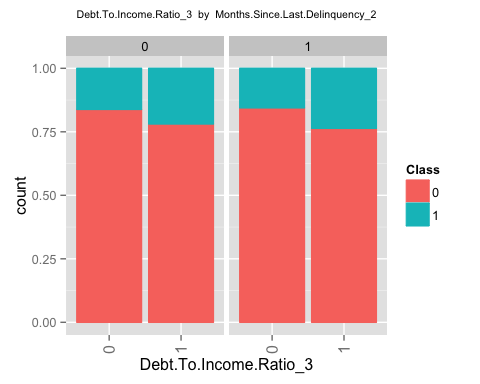 Debt.To.Income.Ratio_3 by Months.Since.Last.Delinquency_2
0 1
1.00
0.75
0.50
0.25
0.00
count
0 1 0 1
Debt.To.Income.Ratio_3
Class
0
1